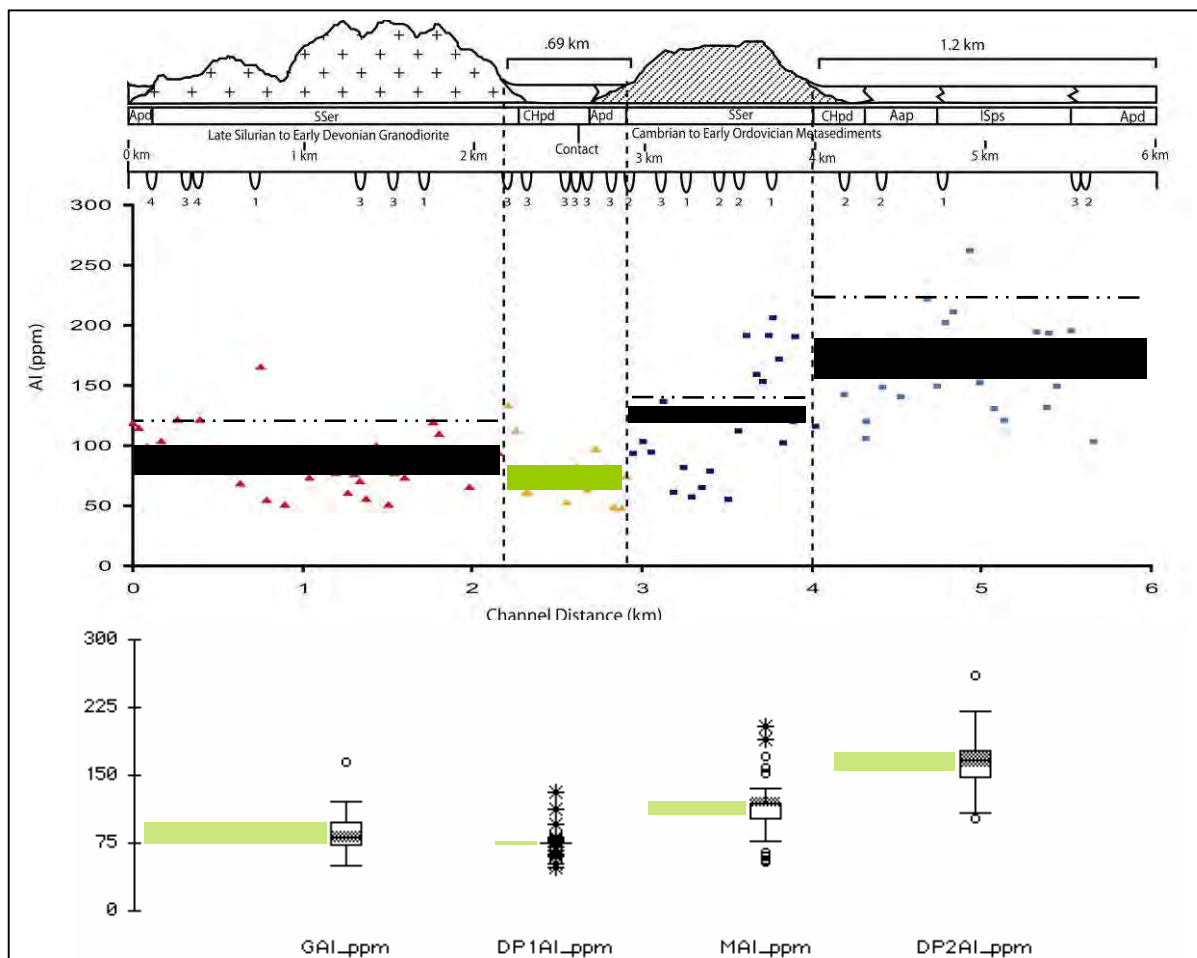 .69 km 1.2 km
Apd SSer CHpd Apd SSer CHpd Aap ISps Apd
Late Silurian to Early Devonian Granodiorite Cambrian to Early Ordovician Metasediments
Contact
0 km 1 km 2 km 3 km 4 km 5 km 6 km
4 3 4 1 3 3 1 3 3 3 3 3 3 2 3 1 2 2 1 2 2 1 3 2
300
250
200
150
100
50
0
Al (ppm)
0 1 2 3 4 5 6
Channel Distance (km)
300
225
150
75
0
GAl_ppm DP1Al_ppm MAl_ppm DP2Al_ppm